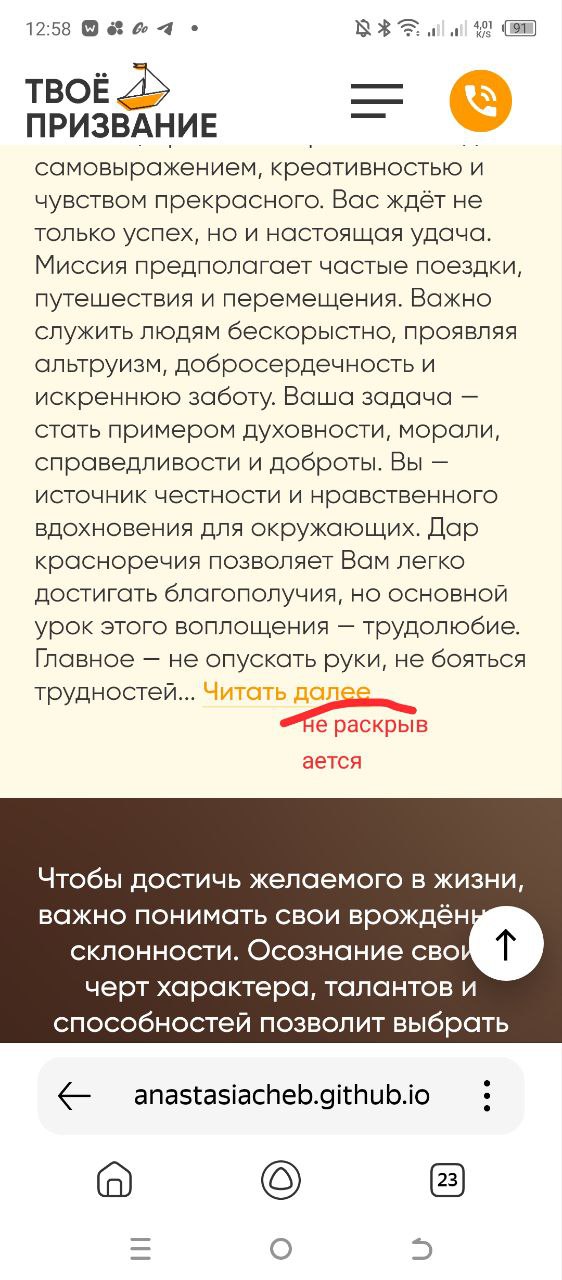 12:58
4,01
K/S
91
ТВОЁ
ПРИЗВАНИЕ
самовыражением, креативностью и
чувством прекрасного. Вас ждёт не
только успех, но и настоящая удача.
Миссия предполагает частые поездки,
путешествия и перемещения. Важно
служить людям бескорыстно, проявляя
альтруизм, добросердечность и
искреннюю заботу. Ваша задача —
стать примером духовности, морали,
справедливости и доброты. Вы —
источник честности и нравственного
вдохновения для окружающих. Дар
красноречия позволяет Вам легко
достигать благополучия, но основной
урок этого воплощения — трудолюбие.
Главное — не опускать руки, не бояться
трудностей... Читать далее
не раскрыв
ается
Чтобы достичь желаемого в жизни,
важно понимать свои врождённ
склонности. Осознание свои
черт характера, талантов и
способностей позволит выбрать
anastasiacheb.github.io
23